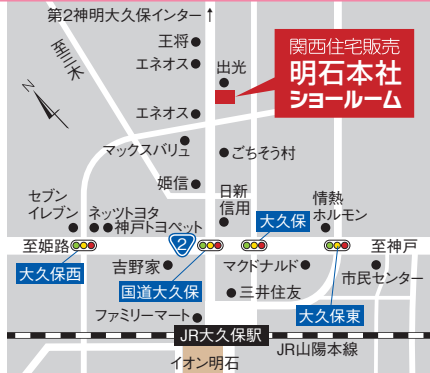 第2神明大久保インター↑
王将
至三木
エネオス
出光
関西住宅販売
明石本社
ショールーム
N
エネオス
マックスバリュ
ごちそう村
姫信
日新
信用
セブン
イレブン
ネッツトヨタ
神戸トヨペット
大久保
情熱
ホルモン
至姫路
2
至神戸
大久保西
吉野家
国道大久保
マクドナルド
市民センター
三井住友
大久保東
ファミリーマート
JR大久保駅
JR山陽本線
イオン明石